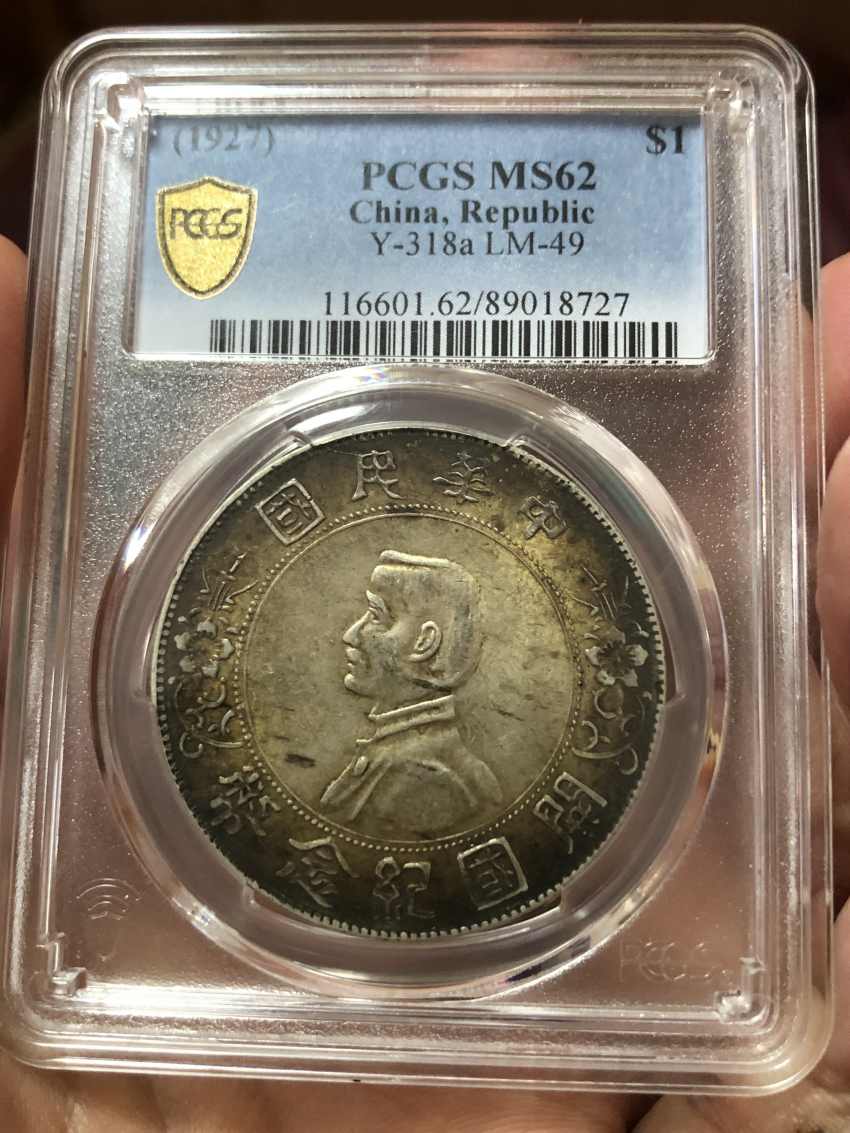 (1927) $1
PCGS MS62
PCGS
China, Republic
Y-318a LM-49
116601.62/89018727
中華民國
開國紀念幣
PCGS